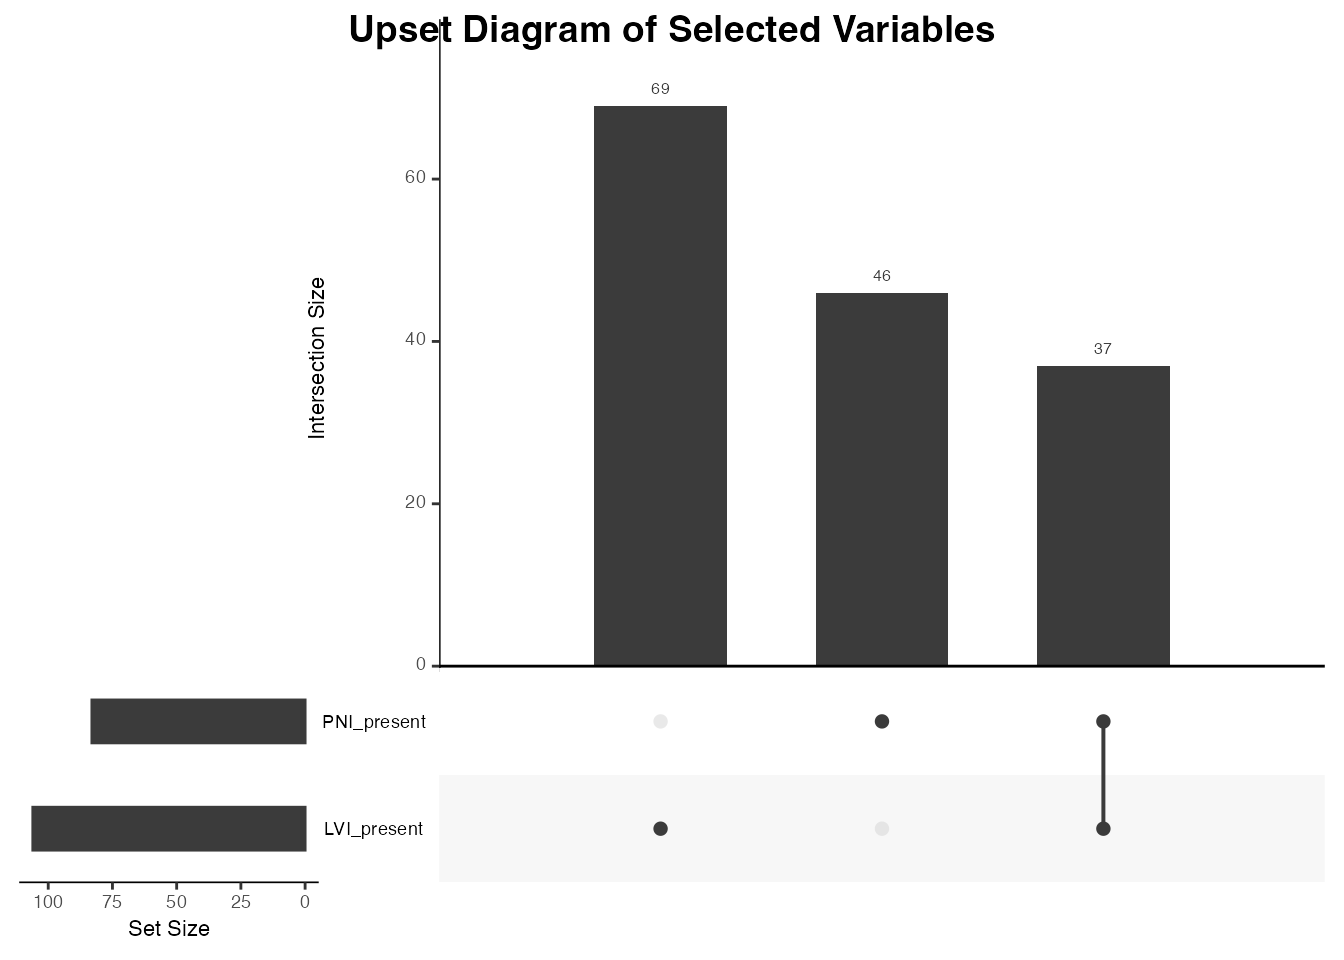 Upset Diagram of Selected Variables
69
60
46
40
37
Intersection Size
20
0
PNI_present
LVI_present
100 75 50 25 0
Set Size